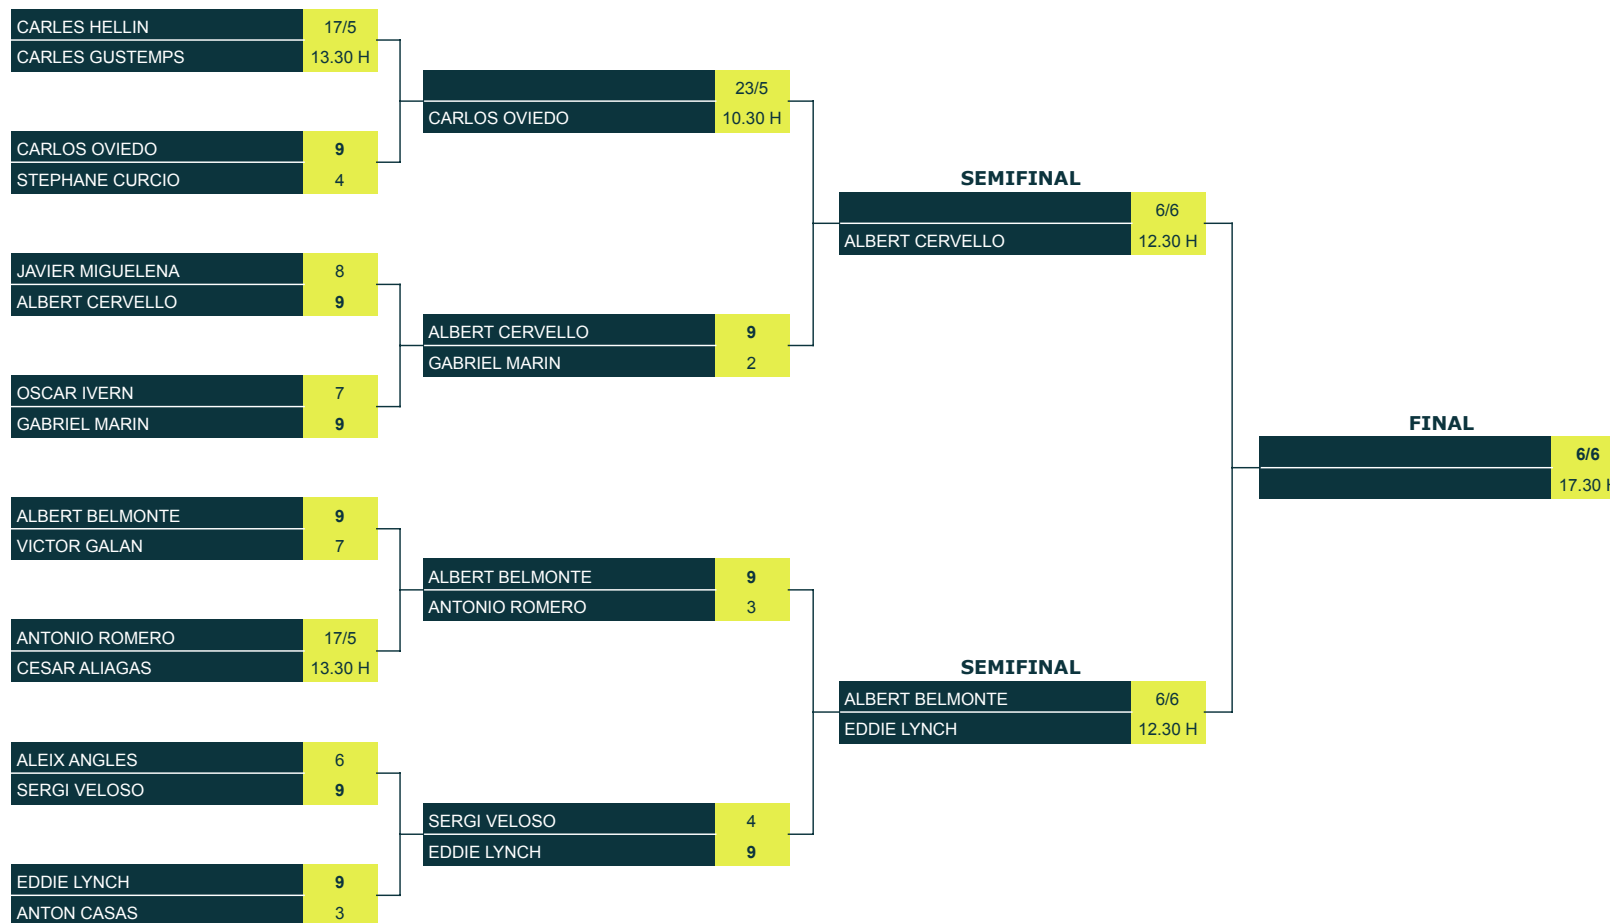 CARLES HELLIN 17/5
CARLES GUSTEMPS 13.30 H
CARLOS OVIEDO 9
STEPHANE CURCIO 4
JAVIER MIGUELENA 8
ALBERT CERVELLO 9
OSCAR IVERN 7
GABRIEL MARIN 9
ALBERT BELMONTE 9
VICTOR GALAN 7
ANTONIO ROMERO 17/5
CESAR ALIAGAS 13.30 H
ALEIX ANGLES 6
SERGI VELOSO 9
EDDIE LYNCH 9
ANTON CASAS 3
23/5
CARLOS OVIEDO 10.30 H
ALBERT CERVELLO 9
GABRIEL MARIN 2
ALBERT BELMONTE 9
ANTONIO ROMERO 3
SERGI VELOSO 4
EDDIE LYNCH 9
SEMIFINAL
6/6
ALBERT CERVELLO 12.30 H
SEMIFINAL
ALBERT BELMONTE 6/6
EDDIE LYNCH 12.30 H
FINAL
6/6
17.30 H